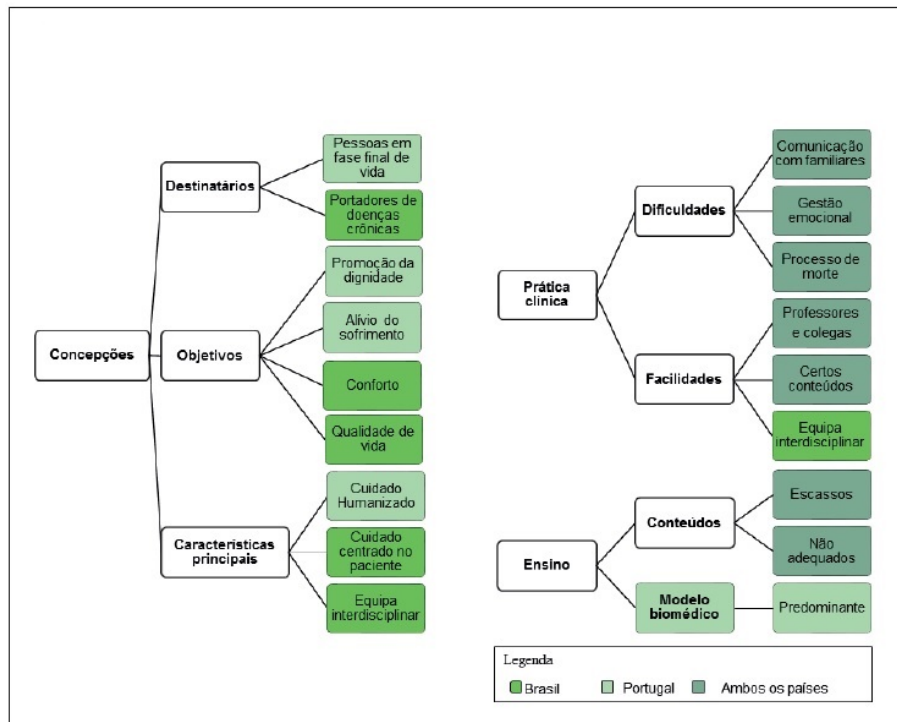 Concepções
Destinatários
Pessoas em
fase final de
vida
Portadores de
doenças
crônicas
Objetivos
Promoção da
dignidade
Alívio do
sofrimento
Conforto
Qualidade de
vida
Características
principais
Cuidado
Humanizado
Cuidado
centrado no
paciente
Equipa
interdisciplinar
Prática
clínica
Dificuldades
Comunicação
com familiares
Gestão
emocional
Processo de
morte
Facilidades
Professores
e colegas
Certos
conteúdos
Equipa
interdisciplinar
Ensino
Conteúdos
Escassos
Não
adequados
Modelo
biomédico
Predominante
Legenda
Brasil Portugal Ambos os países